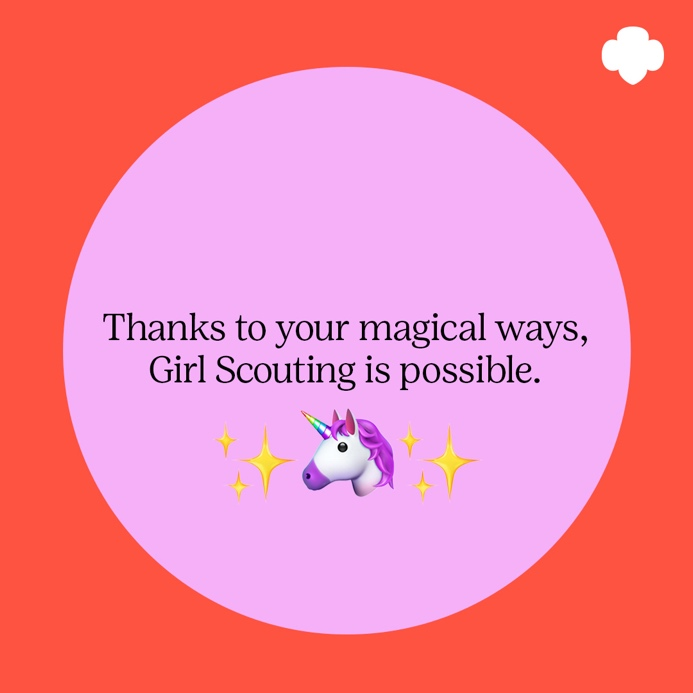 Thanks to your magical ways,
Girl Scouting is possible.